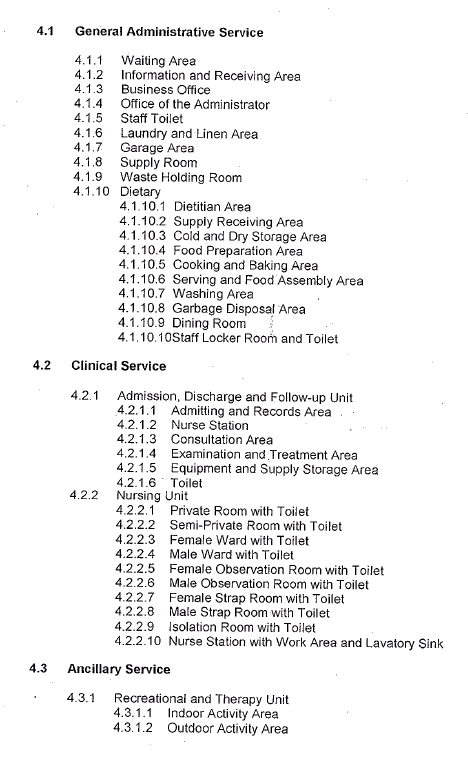 4.1 General Administrative Service
4.1.1 Waiting Area
4.1.2 Information and Receiving Area
4.1.3 Business Office
4.1.4 Office of the Administrator
4.1.5 Staff Toilet
4.1.6 Laundry and Linen Area
4.1.7 Garage Area
4.1.8 Supply Room
4.1.9 Waste Holding Room
4.1.10 Dietary
4.1.10.1 Dietitian Area
4.1.10.2 Supply Receiving Area
4.1.10.3 Cold and Dry Storage Area
4.1.10.4 Food Preparation Area
4.1.10.5 Cooking and Baking Area
4.1.10.6 Serving and Food Assembly Area
4.1.10.7 Washing Area
4.1.10.8 Garbage Disposal Area
4.1.10.9 Dining Room
4.1.10.10Staff Locker Room and Toilet
4.2 Clinical Service
4.2.1 Admission, Discharge and Follow-up Unit
4.2.1.1 Admitting and Records Area
4.2.1.2 Nurse Station
4.2.1.3 Consultation Area
4.2.1.4 Examination and Treatment Area
4.2.1.5 Equipment and Supply Storage Area
4.2.1.6 Toilet
4.2.2 Nursing Unit
4.2.2.1 Private Room with Toilet
4.2.2.2 Semi-Private Room with Toilet
4.2.2.3 Female Ward with Toilet
4.2.2.4 Male Ward with Toilet
4.2.2.5 Female Observation Room with Toilet
4.2.2.6 Male Observation Room with Toilet
4.2.2.7 Female Strap Room with Toilet
4.2.2.8 Male Strap Room with Toilet
4.2.2.9 Isolation Room with Toilet
4.2.2.10 Nurse Station with Work Area and Lavatory Sink
4.3 Ancillary Service
4.3.1 Recreational and Therapy Unit
4.3.1.1 Indoor Activity Area
4.3.1.2 Outdoor Activity Area